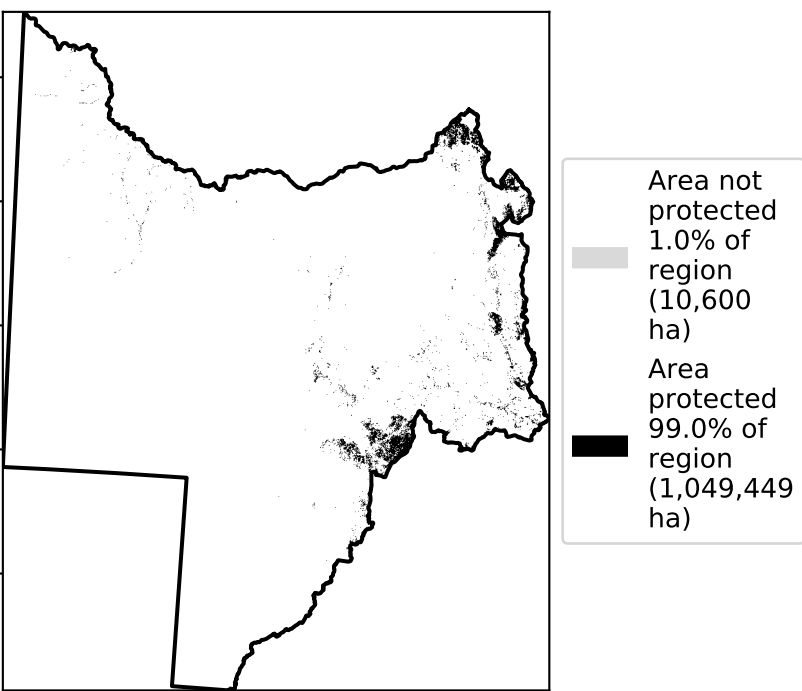 Area not
protected
1.0% of
region
(10,600
ha)
Area
protected
99.0% of
region
(1,049,449
ha)